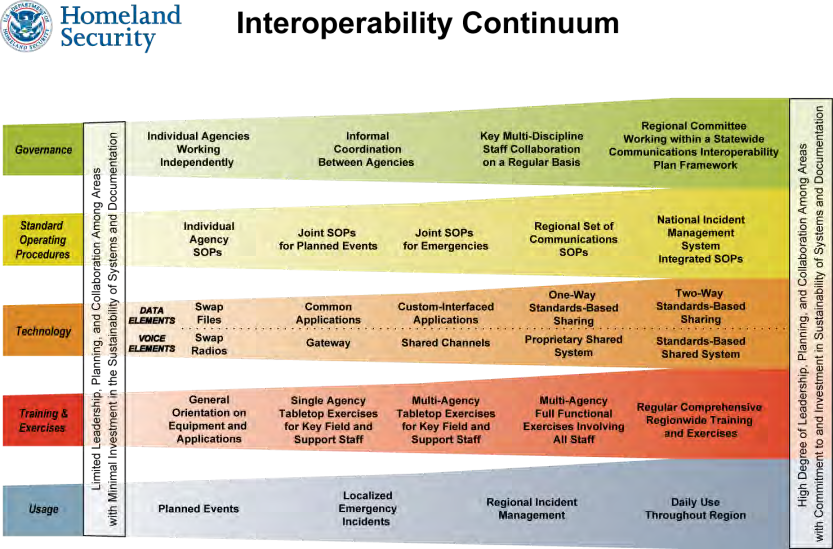 U.S. DEPARTMENT OF
HOMELAND SECURITY
Homeland
Security
Interoperability Continuum
Limited Leadership, Planning, and Collaboration Among Areas
with Minimal Investment in the Sustainability of Systems and Documentation
Governance
Individual Agencies
Working
Independently
Informal
Coordination
Between Agencies
Key Multi-Discipline
Staff Collaboration
on a Regular Basis
Regional Committee
Working within a Statewide
Communications Interoperability
Plan Framework
Standard
Operating
Procedures
Individual
Agency
SOPs
Joint SOPs
for Planned Events
Joint SOPs
for Emergencies
Regional Set of
Communications
SOPs
National Incident
Management
System
Integrated SOPs
Technology
DATA
ELEMENTS
Swap
Files
Common
Applications
Custom-Interfaced
Applications
One-Way
Standards-Based
Sharing
Two-Way
Standards-Based
Sharing
VOICE
ELEMENTS
Swap
Radios
Gateway
Shared Channels
Proprietary Shared
System
Standards-Based
Shared System
Training &
Exercises
General
Orientation on
Equipment and
Applications
Single Agency
Tabletop Exercises
for Key Field and
Support Staff
Multi-Agency
Tabletop Exercises
for Key Field and
Support Staff
Multi-Agency
Full Functional
Exercises Involving
All Staff
Regular Comprehensive
Regionwide Training
and Exercises
Usage
Planned Events
Localized
Emergency
Incidents
Regional Incident
Management
Daily Use
Throughout Region
High Degree of Leadership, Planning, and Collaboration Among Areas
with Commitment to and Investment in Sustainability of Systems and Documentation